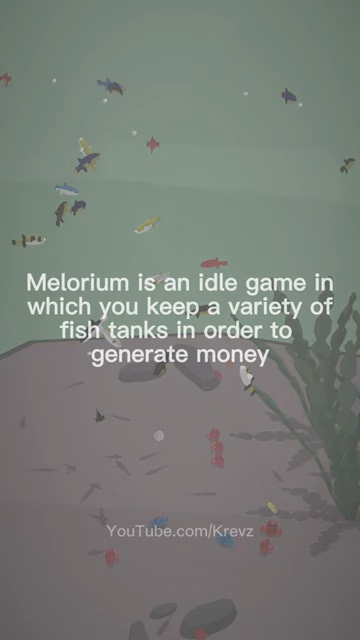 Melorium is an idle game in
which you keep a variety of
fish tanks in order to
generate money
YouTube.com/Krevz